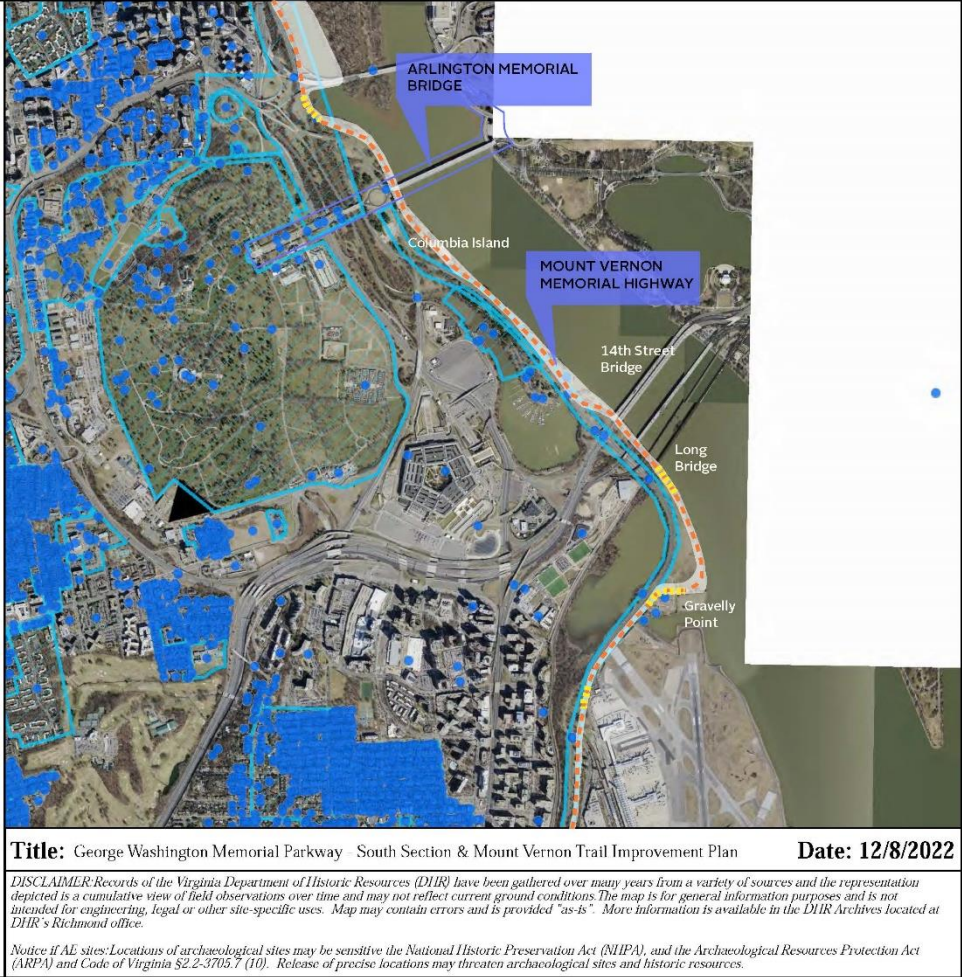 ARLINGTON MEMORIAL
BRIDGE
Columbia Island
MOUNT VERNON
MEMORIAL HIGHWAY
14th Street
Bridge
Long
Bridge
Gravelly
Point
Title: George Washington Memorial Parkway - South Section & Mount Vernon Trail Improvement Plan
Date: 12/8/2022
DISCLAIMER:Records of the Virginia Department of Historic Resources (DHR) have been gathered over many years from a variety of sources and the representation
depicted is a cumulative view of field observations over time and may not reflect current ground conditions.The map is for general information purposes and is not
intended for engineering, legal or other site-specific uses. Map may contain errors and is provided "as-is". More information is available in the DHR Archives located at
DHR's Richmond office.
Notice if AE sites:Locations of archaeological sites may be sensitive the National Historic Preservation Act (NHPA), and the Archaeological Resources Protection Act
(ARPA) and Code of Virginia §2.2-3705.7 (10). Release of precise locations may threaten archaeological sites and historic resources.